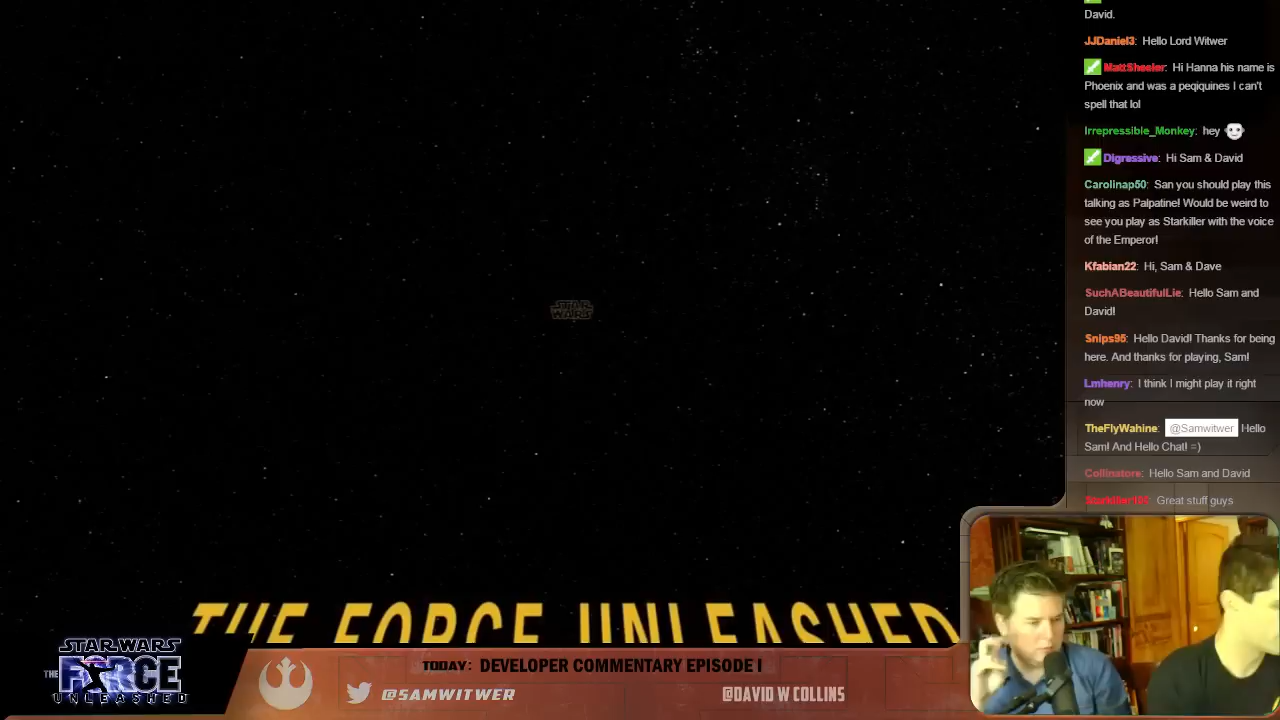 David.
JJDaniel3: Hello Lord Witwer
MattSheeler: Hi Hanna his name is
Phoenix and was a peqiquines I can't
spell that lol
Irrepressible_Monkey: hey
Digressive: Hi Sam & David
Carolinap50: San you should play this
talking as Palpatine! Would be weird to
see you play as Starkiller with the voice
of the Emperor!
Kfabian22: Hi, Sam & Dave
SuchABeautifulLie: Hello Sam and
David!
Snips95: Hello David! Thanks for being
here. And thanks for playing, Sam!
Lmhenry: I think I might play it right
now
TheFlyWahine: @Samwitwer Hello
Sam! And Hello Chat! =)
Collinatore: Hello Sam and David
Great stuff guys
STAR
WARS
THE FORCE UNLEASHED
STAR WARS
THE FORCE
UNLEASHED
TODAY: DEVELOPER COMMENTARY EPISODE I
@SAMWITWER
@DAVID W COLLINS